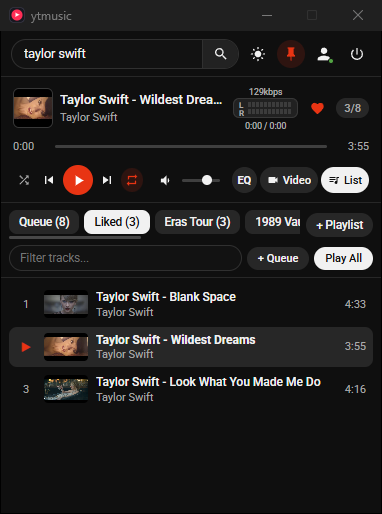 ytmusic
taylor swift
Taylor Swift - Wildest Drea...
Taylor Swift
129kbps
L
R
0:00 / 0:00
3/8
0:00
3:55
EQ
Video
List
Queue (8)
Liked (3)
Eras Tour (3)
1989 Vau
+ Playlist
Filter tracks...
+ Queue
Play All
1
Taylor Swift - Blank Space
Taylor Swift
4:33
Taylor Swift - Wildest Dreams
Taylor Swift
3:55
3
Taylor Swift - Look What You Made Me Do
Taylor Swift
4:16